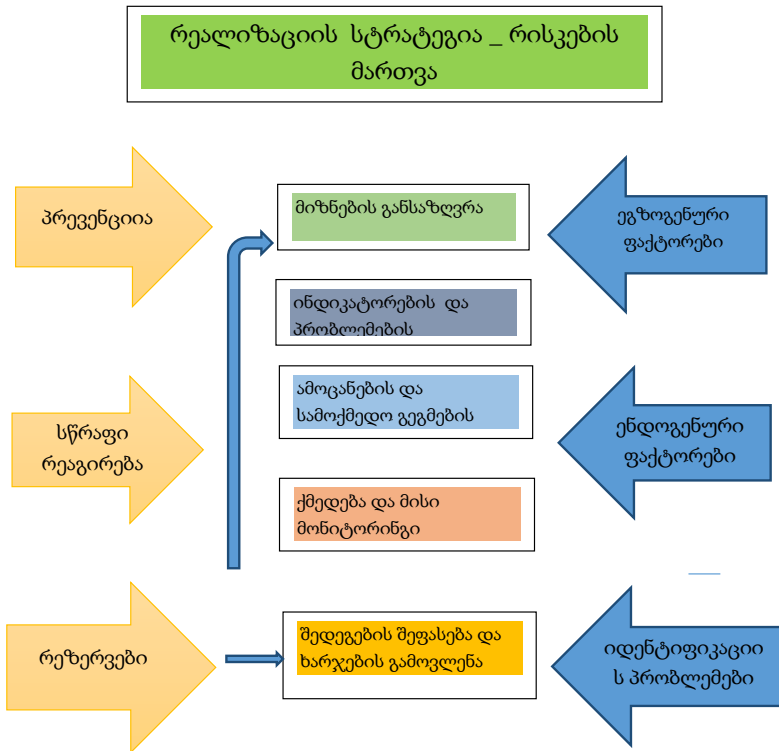 რეალიზაციის სტრატეგია _ რისკების
მართვა
პრევენციია
მიზნების განსაზღვრა
ეგზოგენური
ფაქტორები
ინდიკატორების და
პრობლემების
ამოცანების და
სამოქმედო გეგმების
სწრაფი
რეაგირება
ენდოგენური
ფაქტორები
ქმედება და მისი
მონიტორინგი
რეზერვები
შედეგების შეფასება და
ხარჯების გამოვლენა
იდენტიფიკაციი
ს პრობლემები